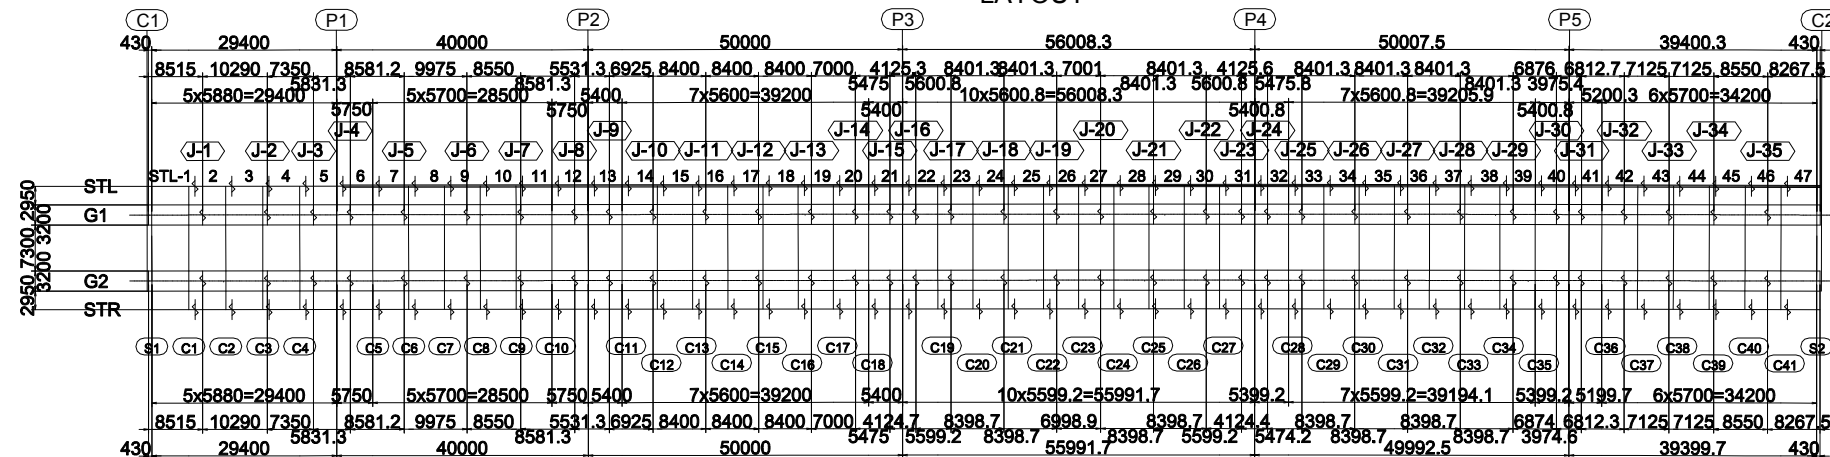 LAYOUT
C1 P1 P2 P3 P4 P5 C2
430 29400 40000 50000 56008.3 50007.5 39400.3 430
8515 10290 7350 8581.2 9975 8550 5531.3 6925 8400 8400 8400 7000 4125.3 8401.3 8401.3 7001 8401.3 4125.6 8401.3 8401.3 8401.3 6876 6812.7 7125 7125 8550 8267.5
5831.3 8581.3 5475 5600.8 8401.3 5600.8 5475.8 8401.3 3975.4
5x5880=29400 5x5700=28500 5400 7x5600=39200 10x5600.8=56008.3 7x5600.8=39205.9 5200.3 6x5700=34200
5750 5750 5400 5400.8 5400.8
J-4 J-9 J-14 J-16 J-20 J-22 J-24 J-30 J-32 J-34
J-1 J-2 J-3 J-5 J-6 J-7 J-8 J-10 J-11 J-12 J-13 J-15 J-17 J-18 J-19 J-21 J-23 J-25 J-26 J-27 J-28 J-29 J-31 J-33 J-35
STL-1 2 3 4 5 6 7 8 9 10 11 12 13 14 15 16 17 18 19 20 21 22 23 24 25 26 27 28 29 30 31 32 33 34 35 36 37 38 39 40 41 42 43 44 45 46 47
STL
G1
G2
STR
2950 7300 2950
3200 3200
S1 C1 C2 C3 C4 C5 C6 C7 C8 C9 C10 C11 C13 C15 C17 C19 C21 C23 C25 C27 C28 C30 C32 C34 C36 C38 C40 S2
C12 C14 C16 C18 C20 C22 C24 C26 C29 C31 C33 C35 C37 C39 C41
5x5880=29400 5750 5x5700=28500 5750 5400 7x5600=39200 5400 10x5599.2=55991.7 5399.2 7x5599.2=39194.1 5399.2 5199.7 6x5700=34200
8515 10290 7350 8581.2 9975 8550 5531.3 6925 8400 8400 8400 7000 4124.7 8398.7 6998.9 8398.7 4124.4 8398.7 8398.7 6874 6812.3 7125 7125 8550 8267.5
5831.3 8581.3 5475 5599.2 8398.7 8398.7 5599.2 5474.2 8398.7 8398.7 3974.6
430 29400 40000 50000 55991.7 49992.5 39399.7 430